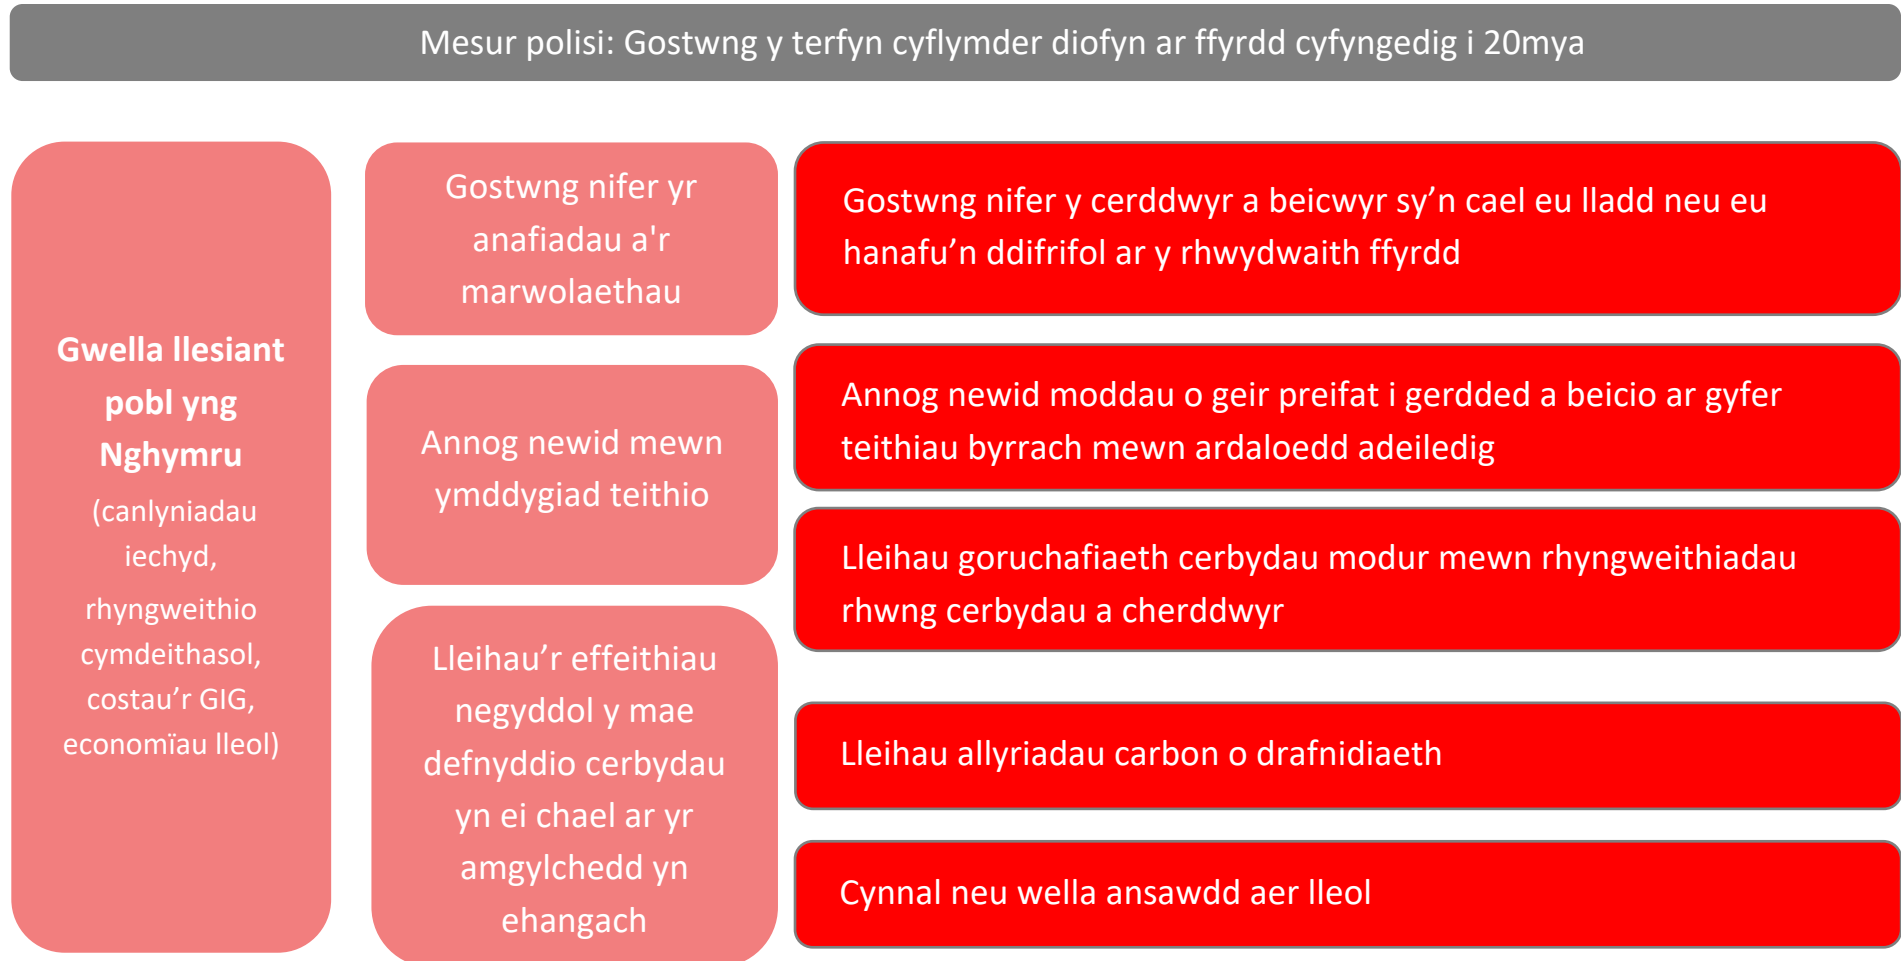 Mesur polisi: Gostwng y terfyn cyflymder diofyn ar ffyrdd cyfyngedig i 20mya
Gwella llesiant
pobl yng
Nghymru
(canlyniadau
iechyd,
rhyngweithio
cymdeithasol,
costau’r GIG,
economïau lleol)
Gostwng nifer yr
anafiadau a'r
marwolaethau
Annog newid mewn
ymddygiad teithio
Lleihau’r effeithiau
negyddol y mae
defnyddio cerbydau
yn ei chael ar yr
amgylchedd yn
ehangach
Gostwng nifer y cerddwyr a beicwyr sy’n cael eu lladd neu eu
hanafu’n ddifrifol ar y rhwydwaith ffyrdd
Annog newid moddau o geir preifat i gerdded a beicio ar gyfer
teithiau byrrach mewn ardaloedd adeiledig
Lleihau goruchafiaeth cerbydau modur mewn rhyngweithiadau
rhwng cerbydau a cherddwyr
Lleihau allyriadau carbon o drafnidiaeth
Cynnal neu wella ansawdd aer lleol